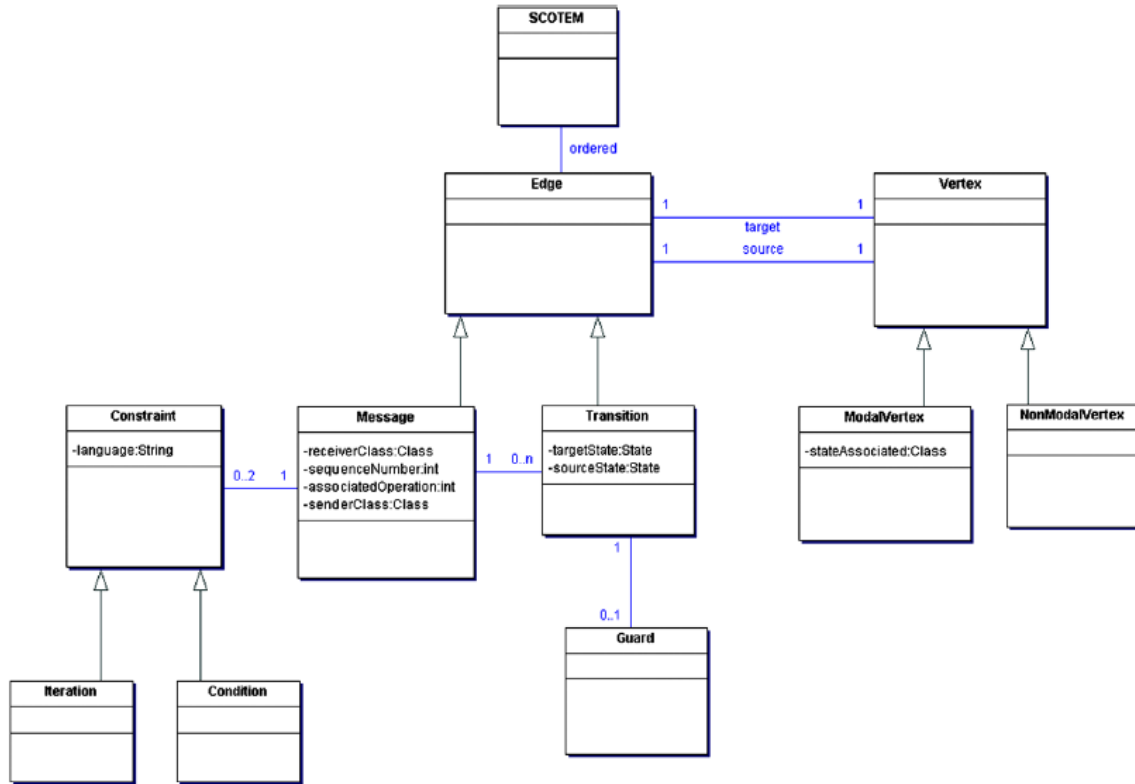 SCOTEM
ordered
Edge
Vertex
1
1
target
source
1
1
Constraint
-language:String
Message
-receiverClass:Class
-sequenceNumber:int
-associatedOperation:int
-senderClass:Class
Transition
-targetState:State
-sourceState:State
ModalVertex
-stateAssociated:Class
NonModalVertex
0..2
1
1
0..n
1
0..1
Guard
Iteration
Condition